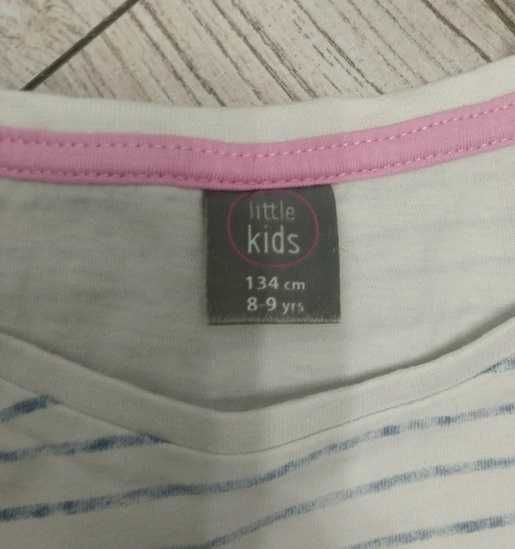 little
kids
134 cm
8-9 yrs